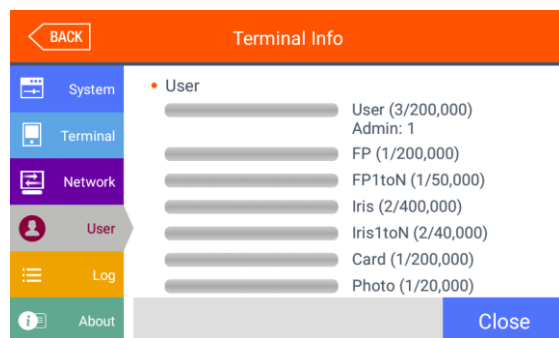 BACK
Terminal Info
System
Terminal
Network
User
Log
About
• User
User (3/200,000)
Admin: 1
FP (1/200,000)
FP1toN (1/50,000)
Iris (2/400,000)
Iris1toN (2/40,000)
Card (1/200,000)
Photo (1/20,000)
Close